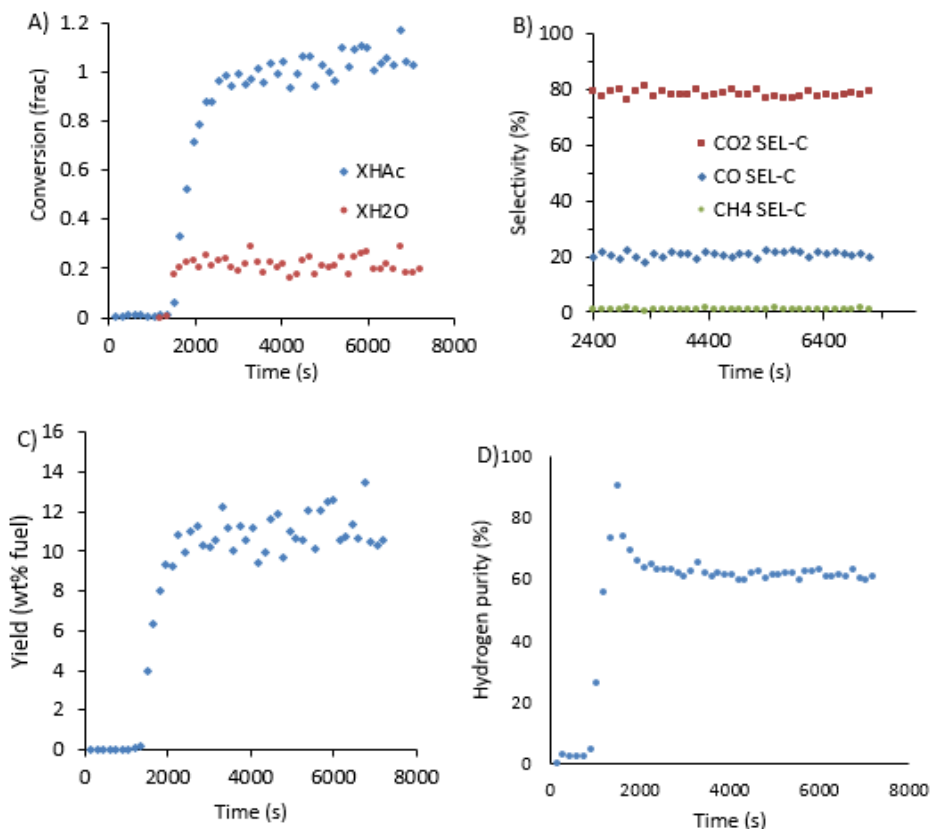 A)
Conversion (frac)
1.2
1
0.8
0.6
0.4
0.2
0
XHAc
XH2O
0 2000 4000 6000 8000
Time (s)
B)
Selectivity (%)
100
80
60
40
20
0
CO2 SEL-C
CO SEL-C
CH4 SEL-C
2400 4400 6400
Time (s)
C)
Yield (wt% fuel)
16
14
12
10
8
6
4
2
0
0 2000 4000 6000 8000
Time (s)
D)
Hydrogen purity (%)
100
80
60
40
20
0
0 2000 4000 6000 8000
Time (s)